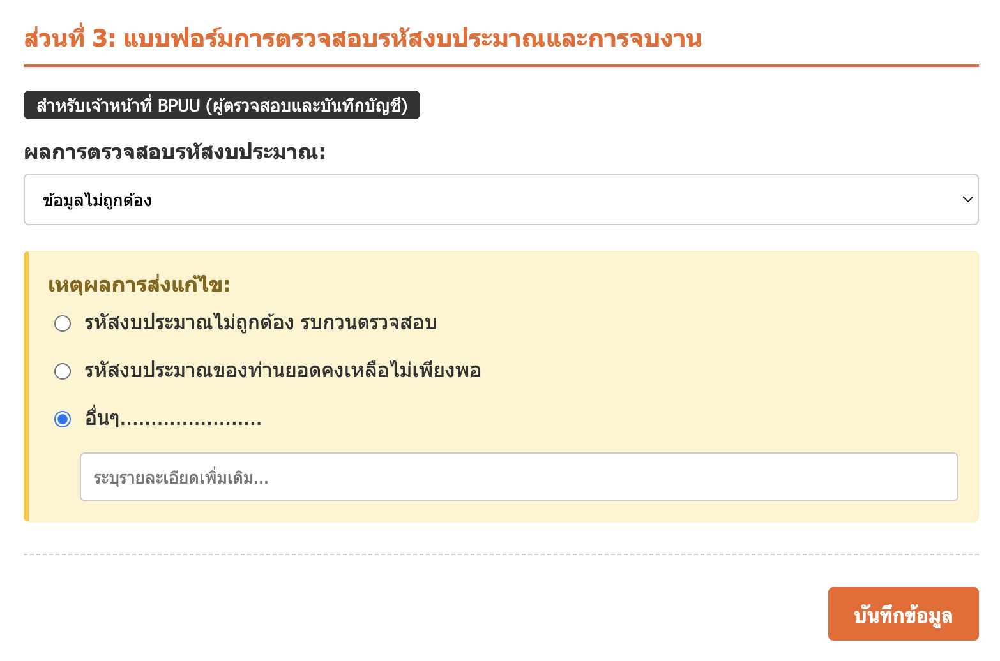 ส่วนที่ 3: แบบฟอร์มการตรวจสอบรหัสงบประมาณและการจบงาน
สำหรับเจ้าหน้าที่ BPUU (ผู้ตรวจสอบและบันทึกบัญชี)
ผลการตรวจสอบรหัสงบประมาณ:
ข้อมูลไม่ถูกต้อง
เหตุผลการส่งแก้ไข:
รหัสงบประมาณไม่ถูกต้อง รบกวนตรวจสอบ
รหัสงบประมาณของท่านยอดคงเหลือไม่เพียงพอ
อื่นๆ.......................
ระบุรายละเอียดเพิ่มเติม...
บันทึกข้อมูล